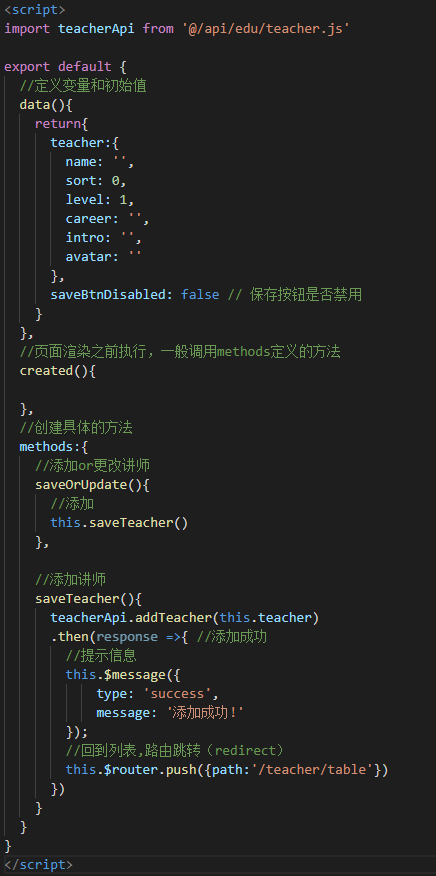 <script>
import teacherApi from '@/api/edu/teacher.js'
export default {
//定义变量和初始值
data(){
return{
teacher:{
name: '',
sort: 0,
level: 1,
career: '',
intro: '',
avatar: ''
},
saveBtnDisabled: false // 保存按钮是否禁用
}
},
//页面渲染之前执行，一般调用methods定义的方法
created(){
},
//创建具体的方法
methods:{
//添加or更改讲师
saveOrUpdate(){
//添加
this.saveTeacher()
},
//添加讲师
saveTeacher(){
teacherApi.addTeacher(this.teacher)
.then(response =>{ //添加成功
//提示信息
this.$message({
type: 'success',
message: '添加成功!'
});
//回到列表,路由跳转（redirect）
this.$router.push({path:'/teacher/table'})
})
}
}
}
</script>